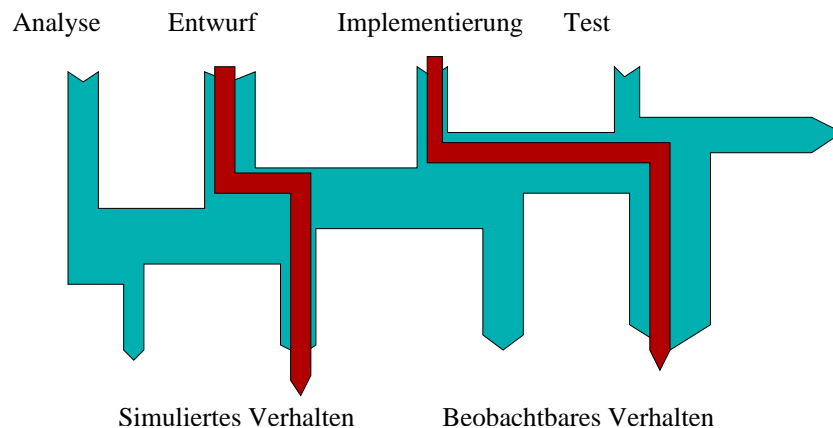 Analyse Entwurf Implementierung Test
Simuliertes Verhalten Beobachtbares Verhalten